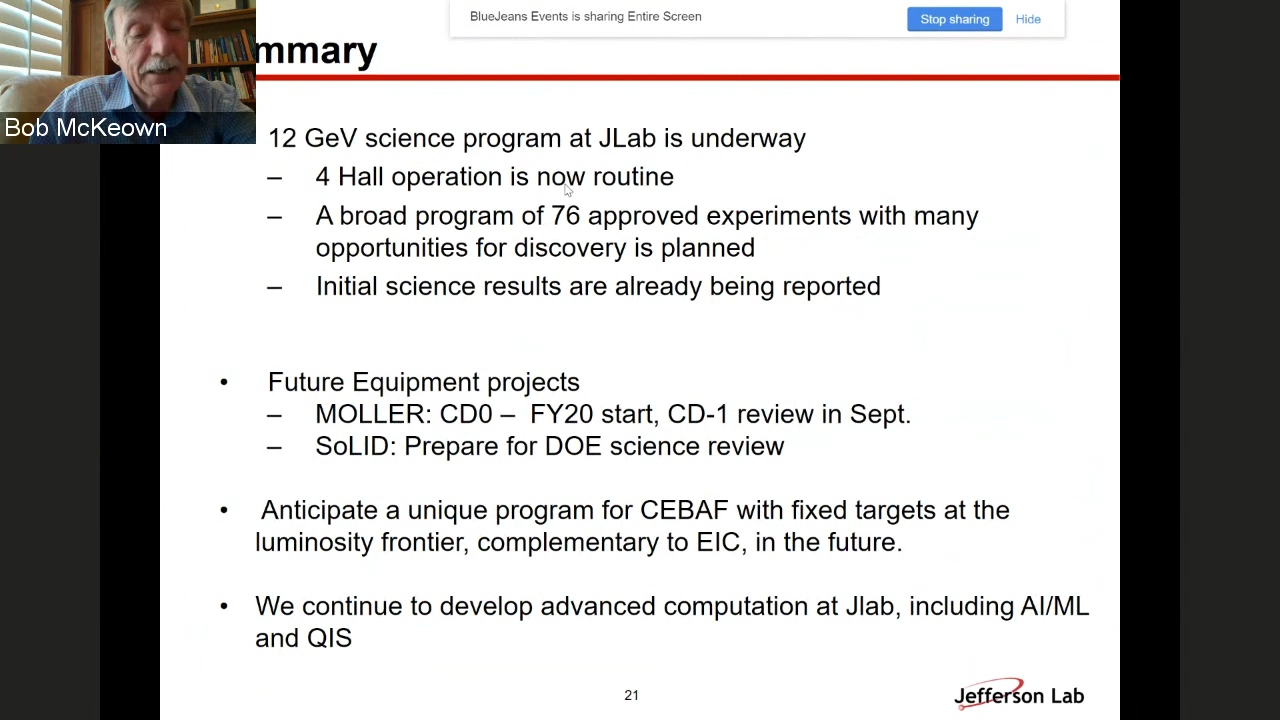 BlueJeans Events is sharing Entire Screen
Stop sharing
Hide
mmary
Bob McKeown
12 GeV science program at JLab is underway
– 4 Hall operation is now routine
– A broad program of 76 approved experiments with many
opportunities for discovery is planned
– Initial science results are already being reported
• Future Equipment projects
– MOLLER: CD0 – FY20 start, CD-1 review in Sept.
– SoLID: Prepare for DOE science review
• Anticipate a unique program for CEBAF with fixed targets at the
luminosity frontier, complementary to EIC, in the future.
• We continue to develop advanced computation at Jlab, including AI/ML
and QIS
21
Jefferson Lab